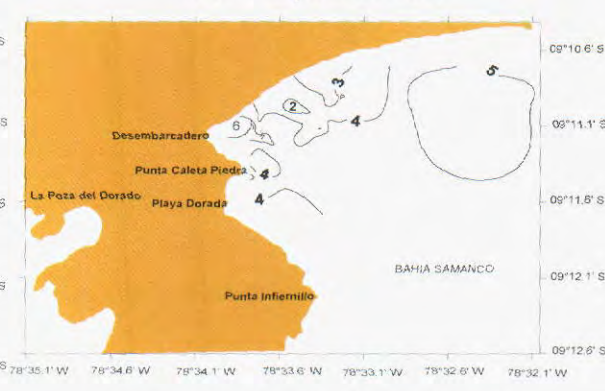 09°10.6' S
3
5
2
4
6
09°11.1' S
Desembarcadero
Punta Caleta Piedra
4
La Poza del Dorado
Playa Dorada
4
09°11.6' S
BAHIA SAMANCO
09°12.1' S
Punta Infiernillo
09°12.6' S
78°35.1' W 78°34.6' W 78°34.1' W 78°33.6' W 78°33.1' W 78°32.6' W 78°32.1' W
S
S
S
S
S